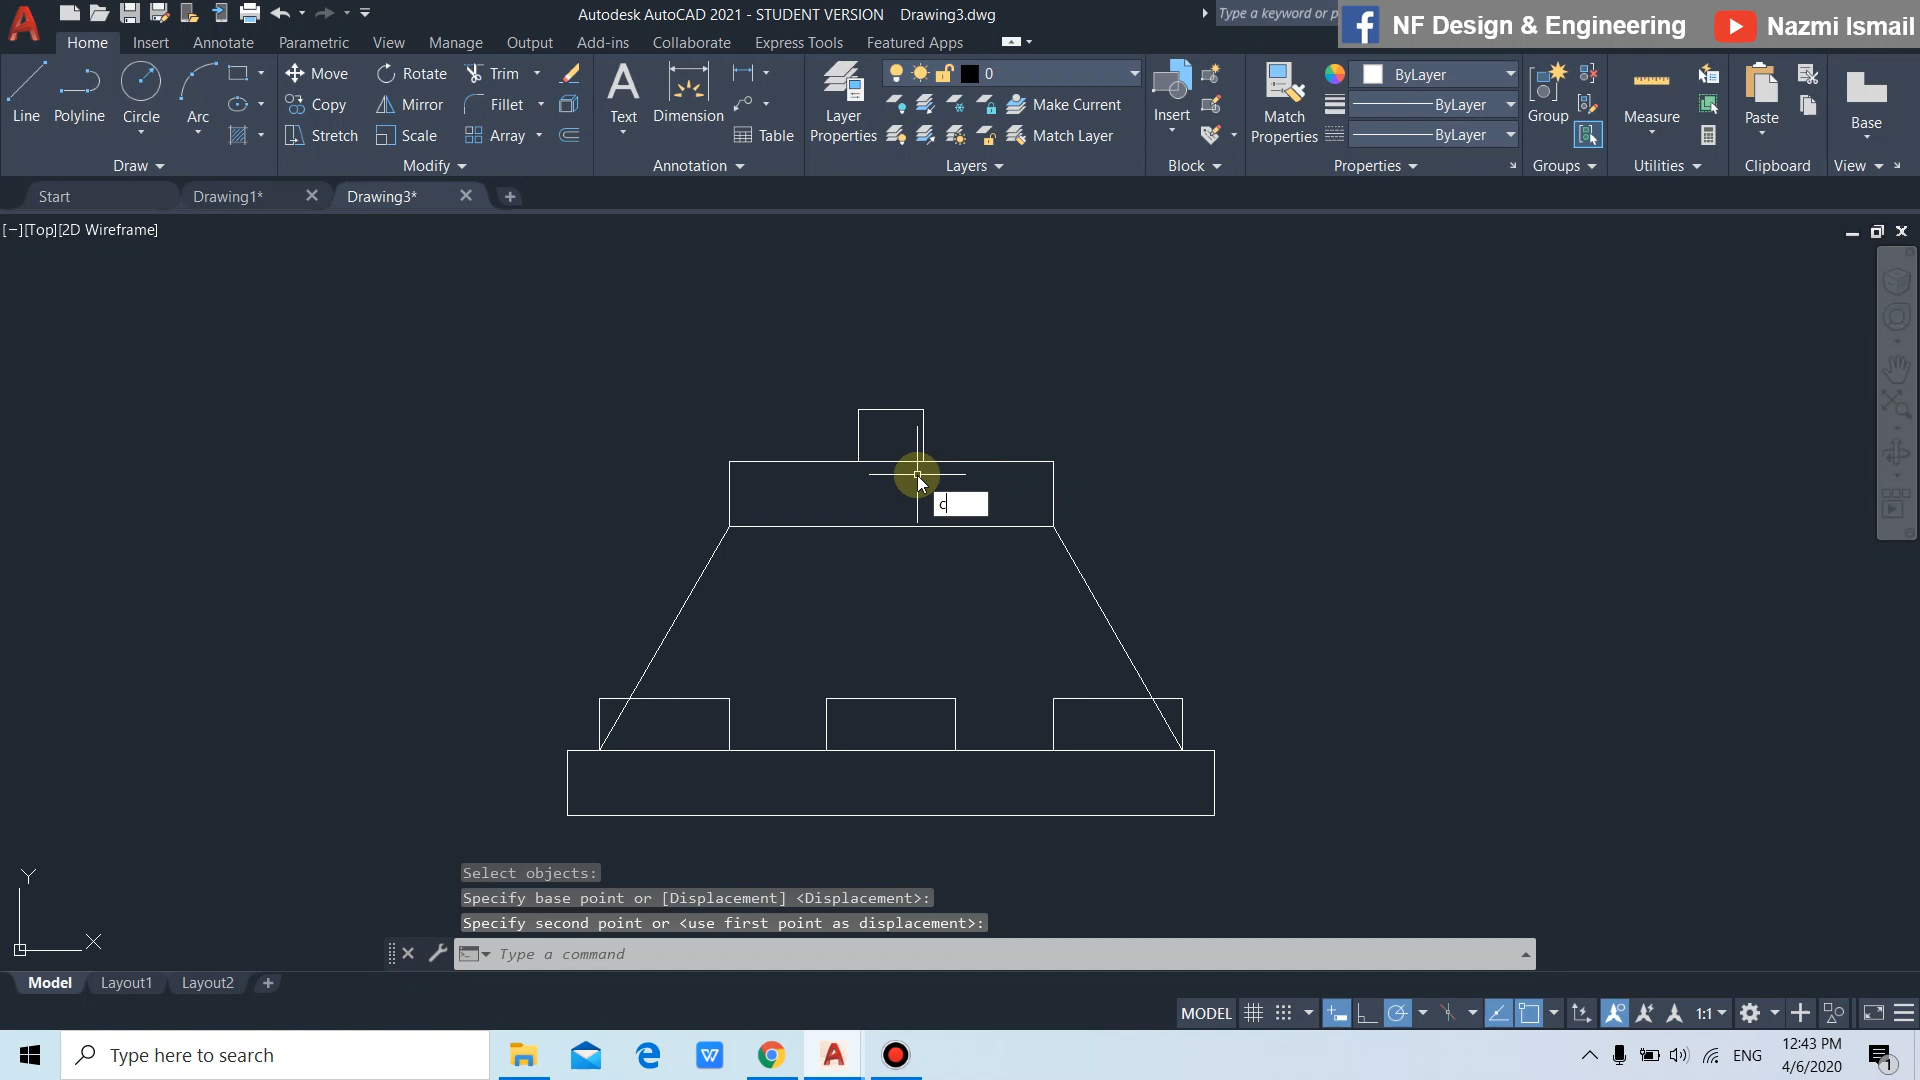 Autodesk AutoCAD 2021 - STUDENT VERSION Drawing3.dwg
Type a keyword or p
NF Design & Engineering
Nazmi Ismail
Home Insert Annotate Parametric View Manage Output Add-ins Collaborate Express Tools Featured Apps
Move Rotate Trim
0
ByLayer
Copy Mirror Fillet
Make Current
ByLayer
Line Polyline Circle Arc
Text Dimension
Layer Properties
Insert
Match Properties
Group
Measure
Paste
Base
Stretch Scale Array
Table
Match Layer
ByLayer
Draw Modify Annotation Layers Block Properties Groups Utilities Clipboard View
Start Drawing1* Drawing3*
[−][Top][2D Wireframe]
c
Y
X
Select objects:
Specify base point or [Displacement] <Displacement>:
Specify second point or <use first point as displacement>:
Type a command
Model Layout1 Layout2
MODEL 1:1
Type here to search
ENG
12:43 PM
4/6/2020
1